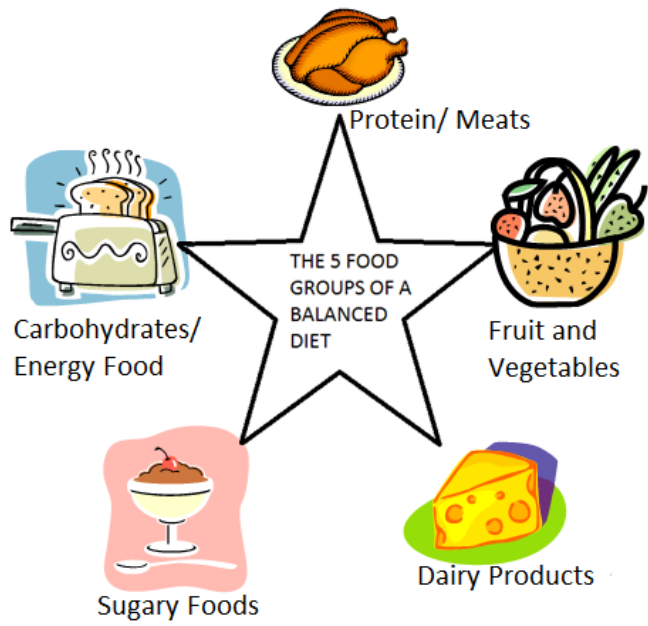 Protein/ Meats
THE 5 FOOD
GROUPS OF A
BALANCED
DIET
Carbohydrates/
Energy Food
Fruit and
Vegetables
Sugary Foods
Dairy Products